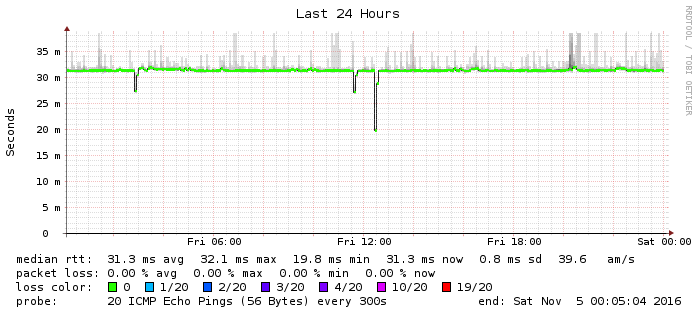 Last 24 Hours
RRDTOOL / TOBI OETIKER
Seconds
35 m
30 m
25 m
20 m
15 m
10 m
5 m
0
Fri 06:00 Fri 12:00 Fri 18:00 Sat 00:00
median rtt: 31.3 ms avg 32.1 ms max 19.8 ms min 31.3 ms now 0.8 ms sd 39.6 am/s
packet loss: 0.00 % avg 0.00 % max 0.00 % min 0.00 % now
loss color: 0 1/20 2/20 3/20 4/20 10/20 19/20
probe: 20 ICMP Echo Pings (56 Bytes) every 300s end: Sat Nov 5 00:05:04 2016